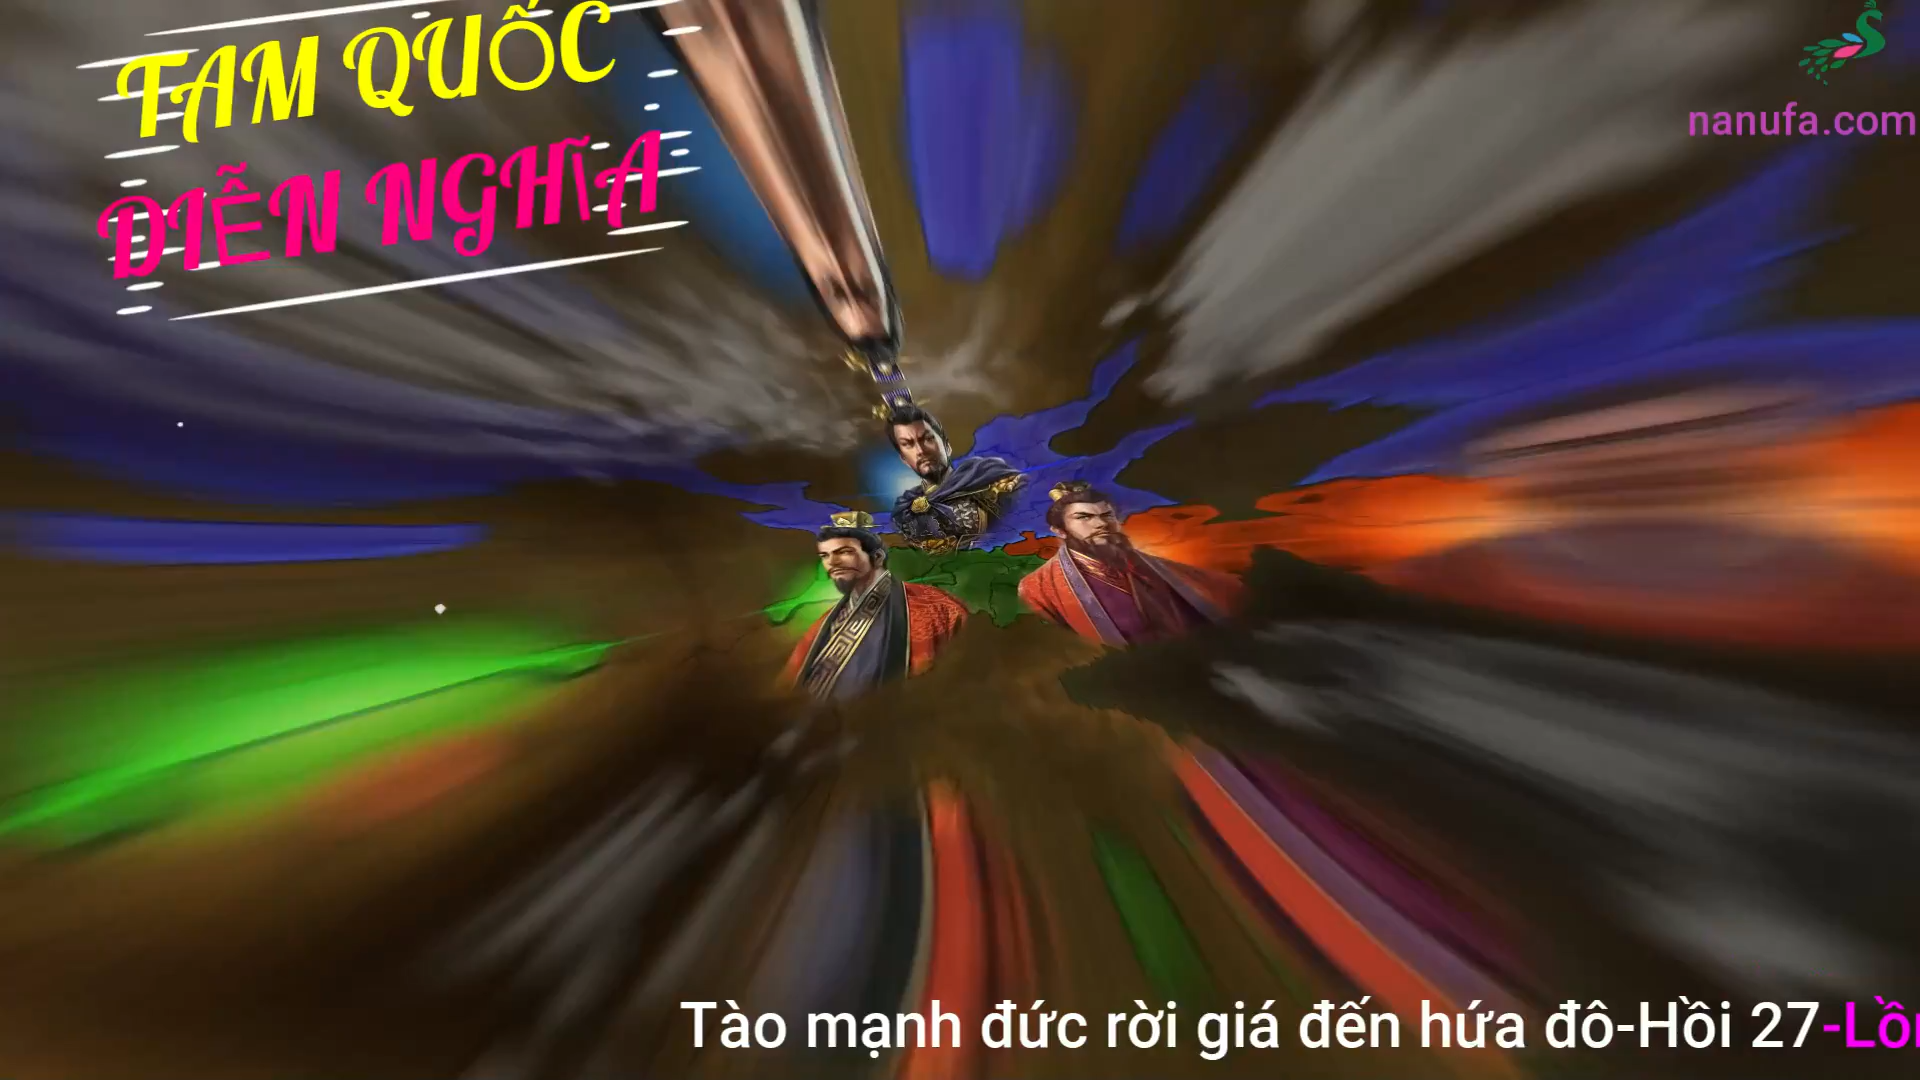 TAM QUỐC
DIỄN NGHĨA
nanufa.com
Tào mạnh đức rời giá đến hứa đô-Hồi 27